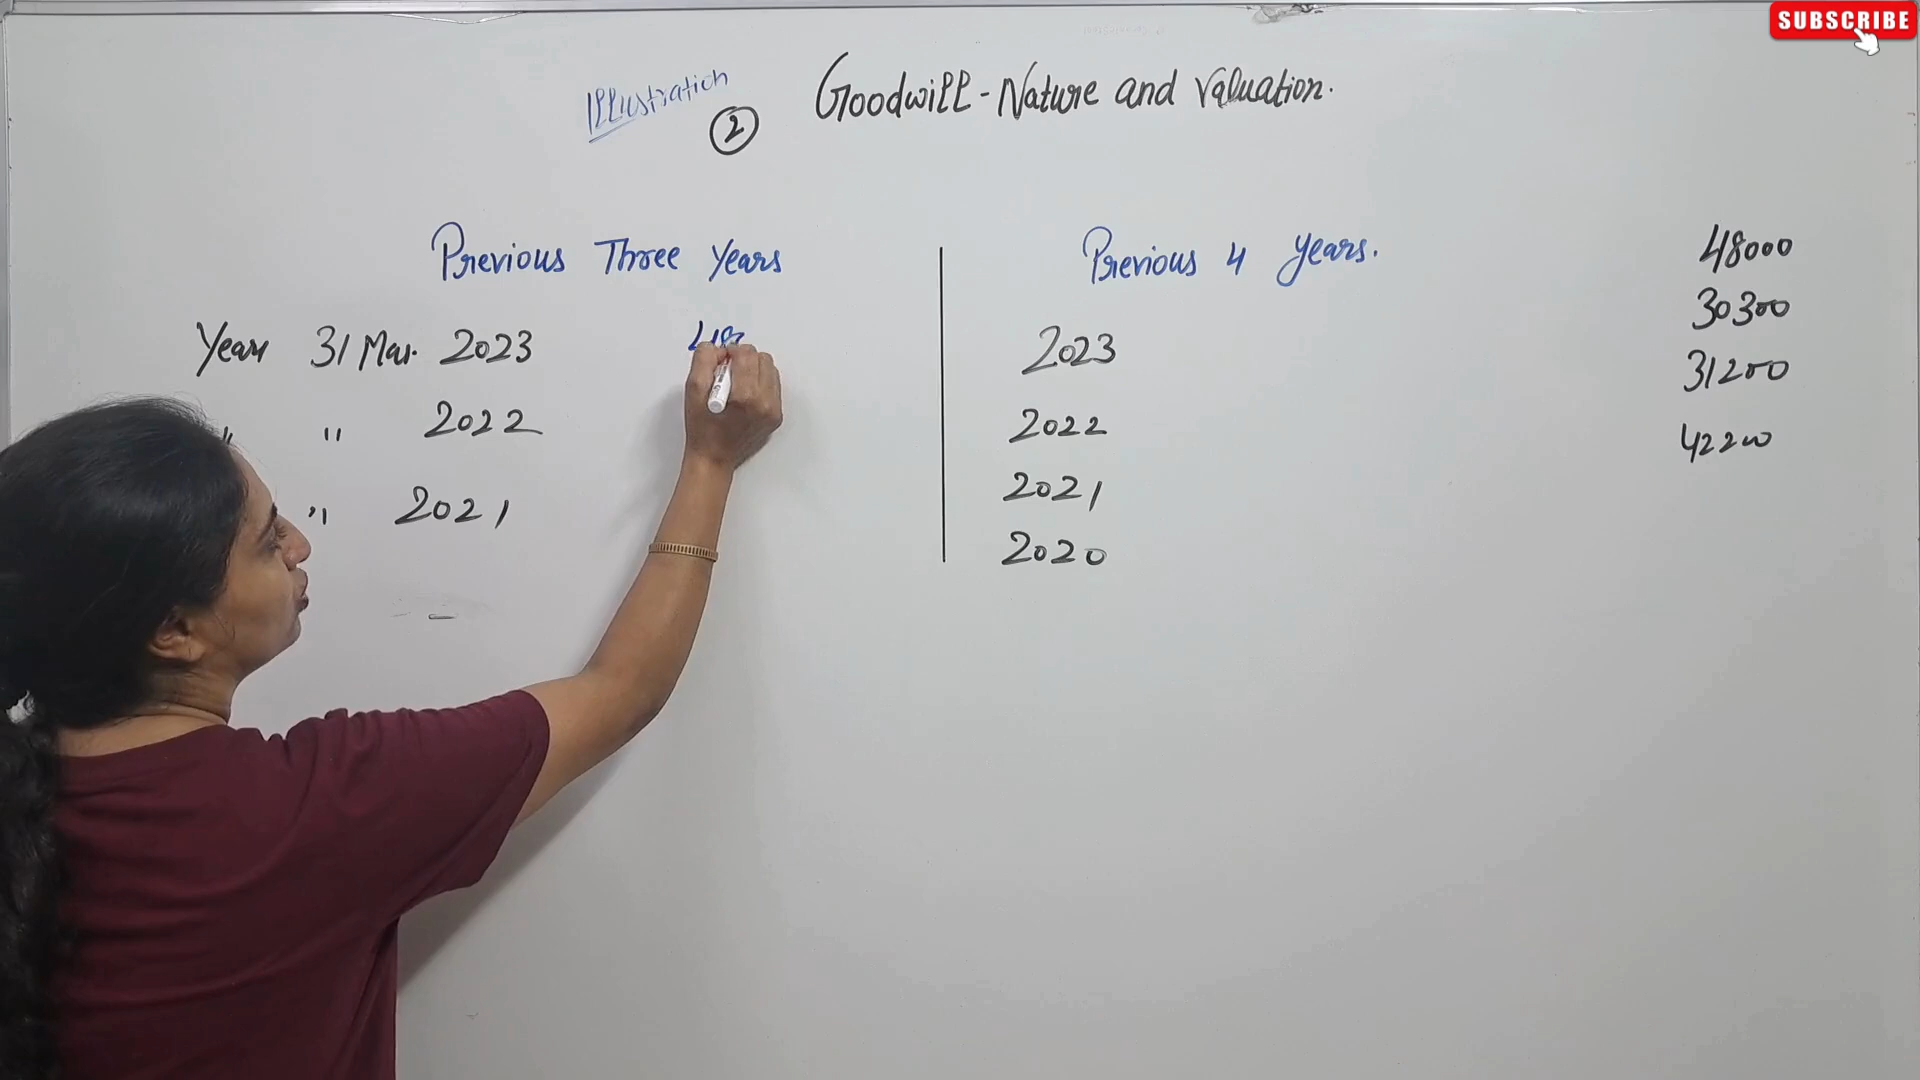 SUBSCRIBE
Illustration
2
Goodwill - Nature and Valuation.
Previous Three Years
Year 31 Mar. 2023 48
" " 2022
" 2021
Previous 4 Years.
2023
2022
2021
2020
48000
30300
31200
42200